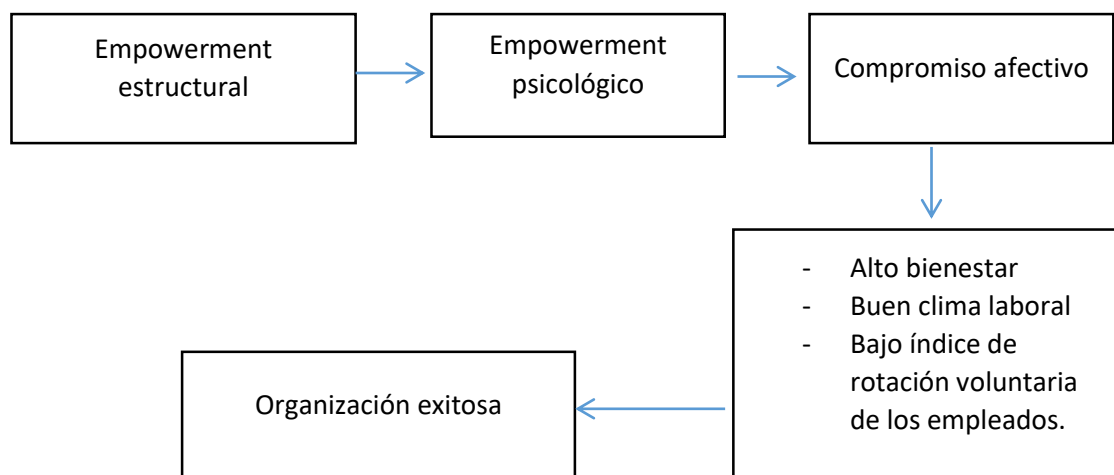 Empowerment
estructural
Empowerment
psicológico
Compromiso afectivo
- Alto bienestar
- Buen clima laboral
- Bajo índice de
rotación voluntaria
de los empleados.
Organización exitosa